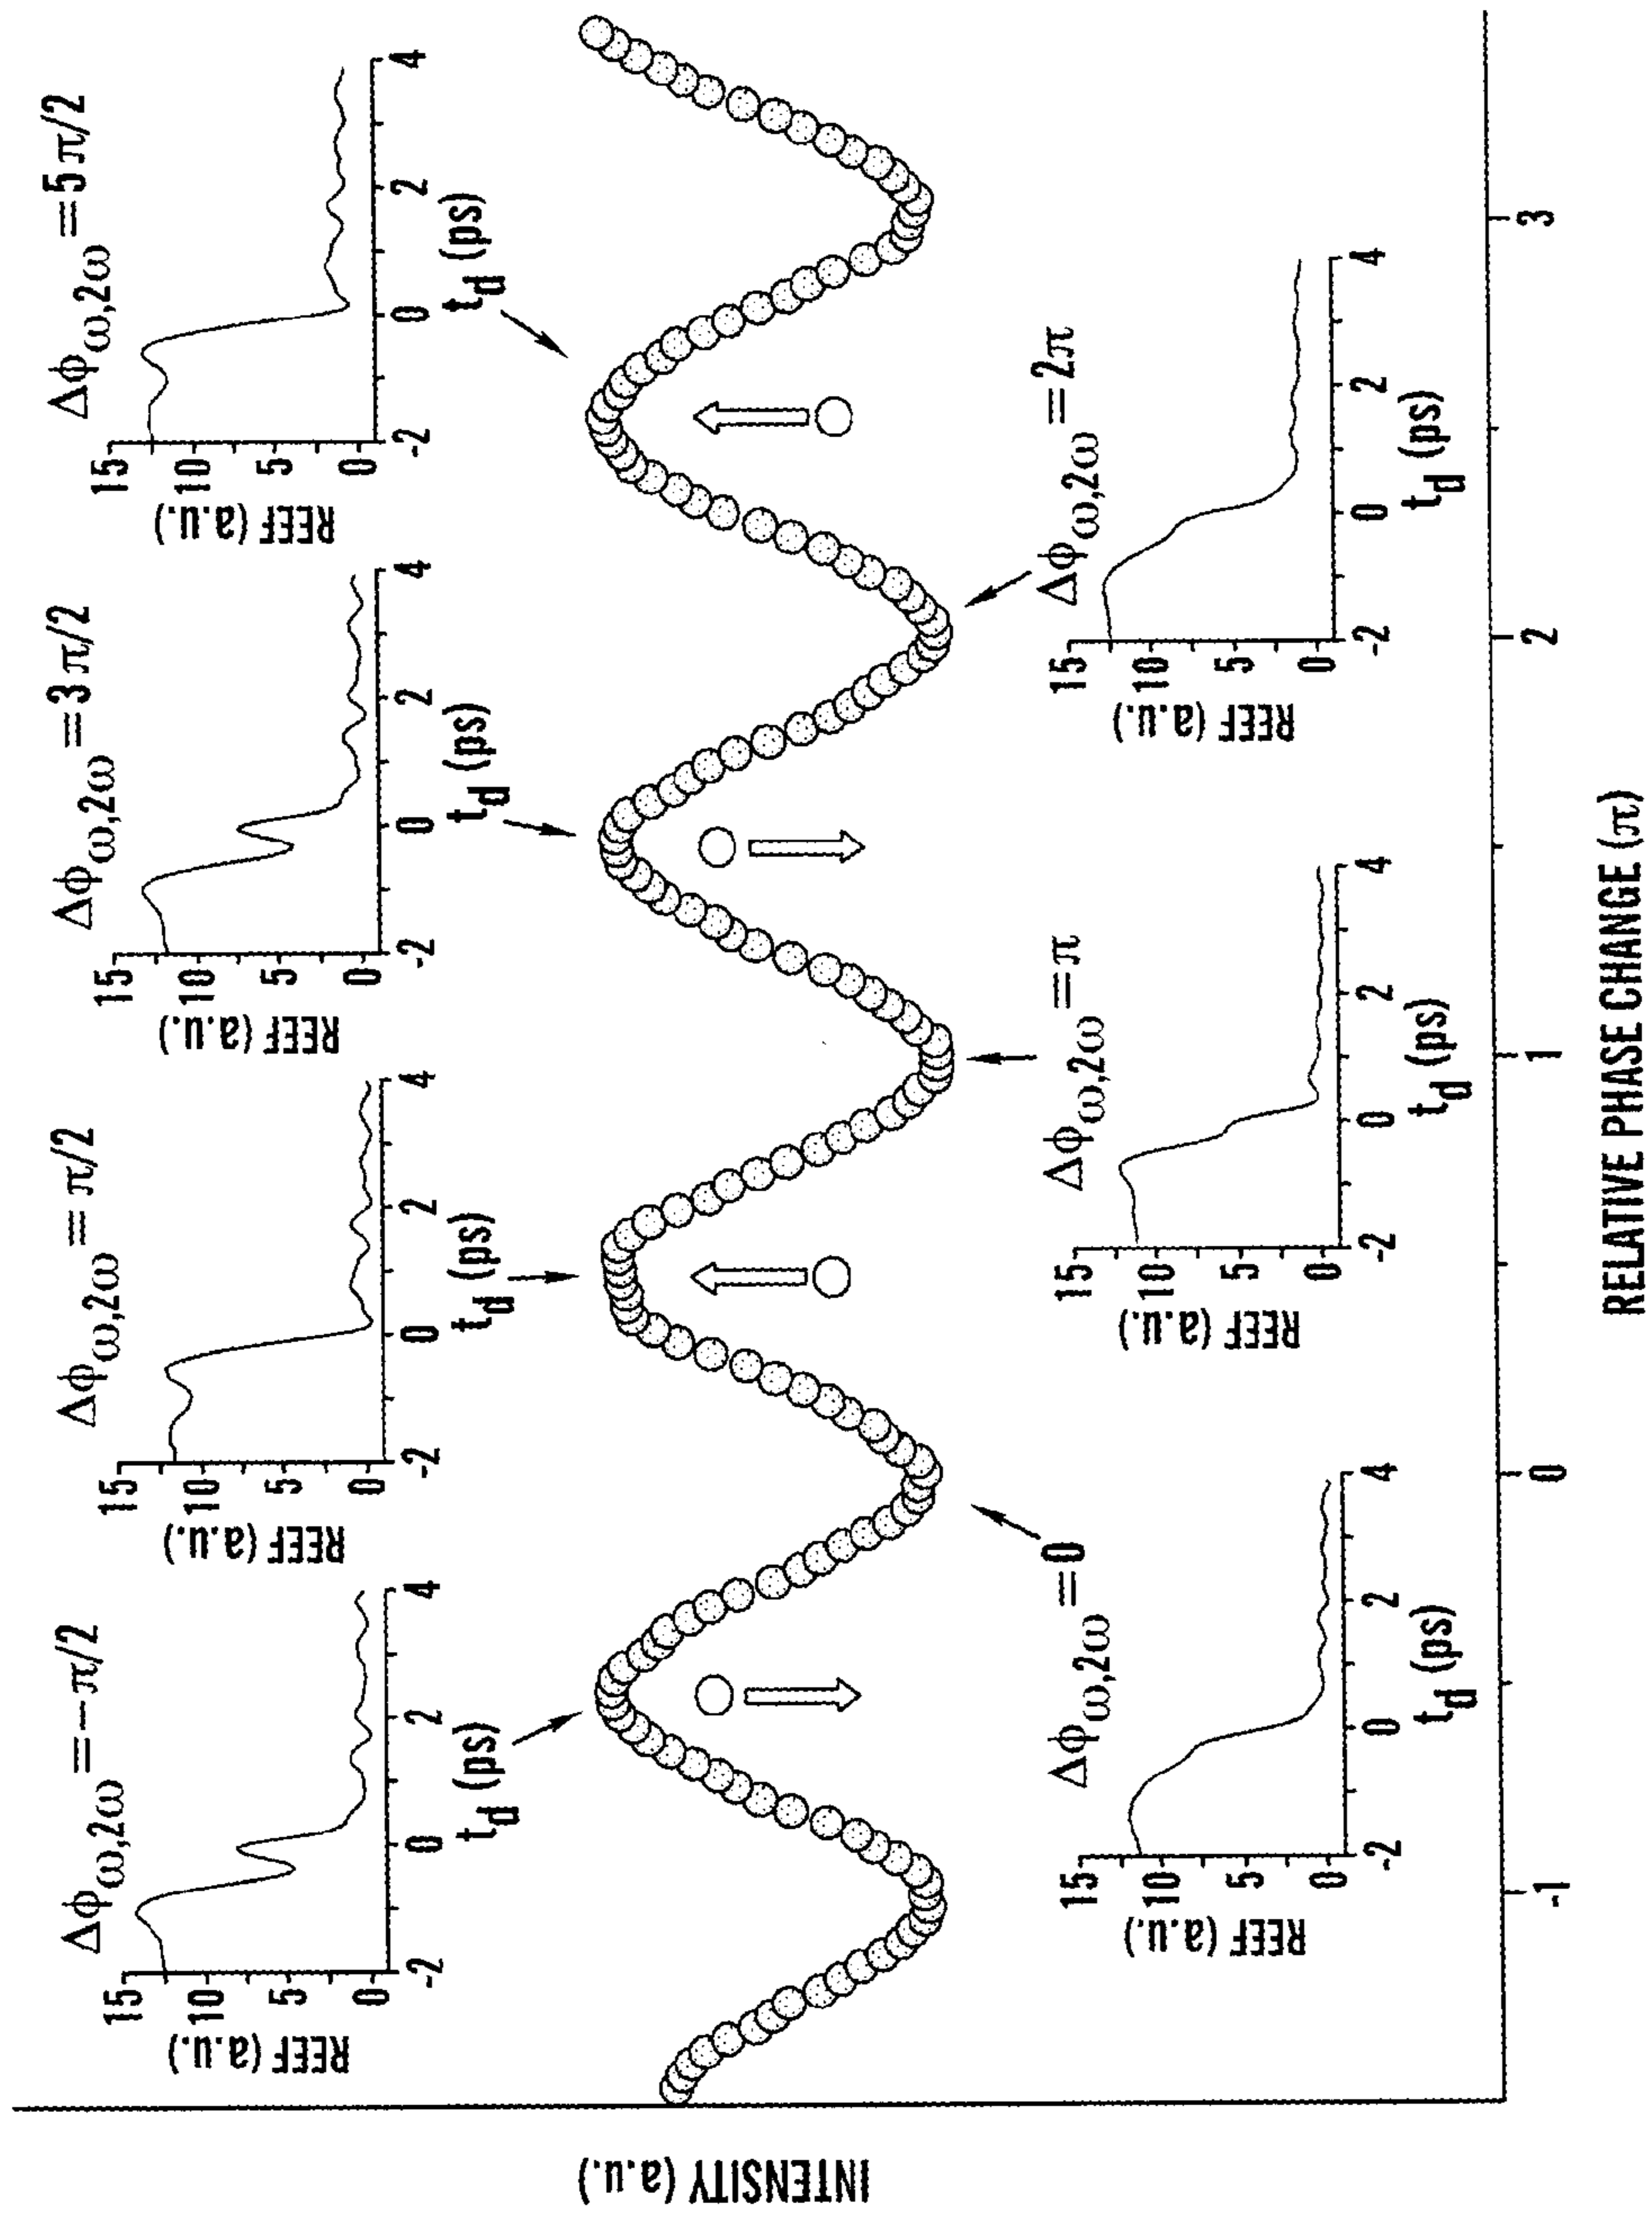 INTENSITY (a.u.)
RELATIVE PHASE CHANGE (π)
-1
0
1
2
3
Δϕω,2ω = -π/2
REEF (a.u.)
15
10
5
0
-2
0
2
4
td (ps)
Δϕω,2ω = π/2
REEF (a.u.)
15
10
5
0
-2
0
2
4
td (ps)
Δϕω,2ω = 3π/2
REEF (a.u.)
15
10
5
0
-2
0
2
4
td (ps)
Δϕω,2ω = 5π/2
REEF (a.u.)
15
10
5
0
-2
0
2
4
td (ps)
Δϕω,2ω = 0
REEF (a.u.)
15
10
5
0
-2
0
2
4
td (ps)
Δϕω,2ω = π
REEF (a.u.)
15
10
5
0
-2
0
2
4
td (ps)
Δϕω,2ω = 2π
REEF (a.u.)
15
10
5
0
-2
0
2
4
td (ps)